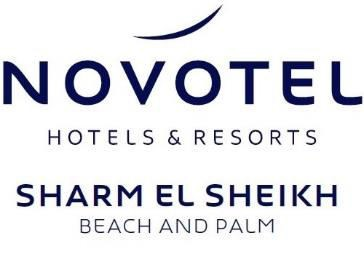 NOVOTEL
HOTELS & RESORTS
SHARM EL SHEIKH
BEACH AND PALM